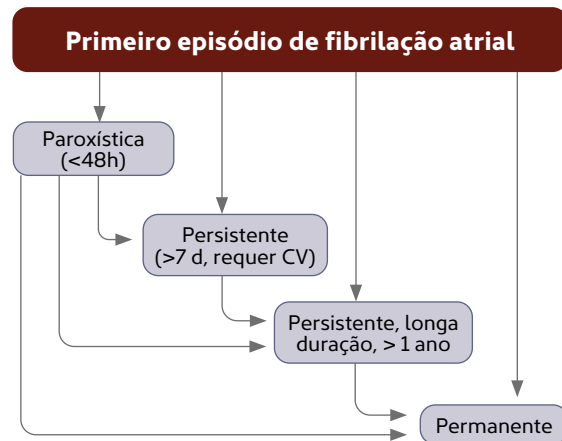 Primeiro episódio de fibrilação atrial
Paroxística
(<48h)
Persistente
(>7 d, requer CV)
Persistente, longa
duração, > 1 ano
Permanente